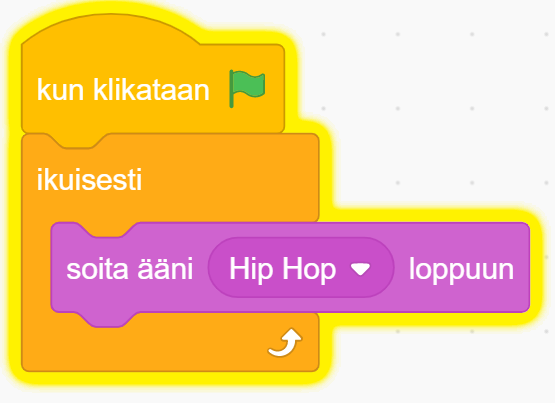 kun klikataan
ikuisesti
soita ääni Hip Hop loppuun